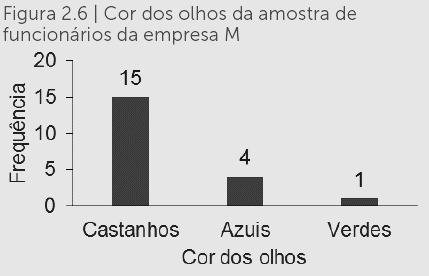 Figura 2.6 | Cor dos olhos da amostra de
funcionários da empresa M
20
15
10
5
0
Frequência
15
4
1
Castanhos Azuis Verdes
Cor dos olhos